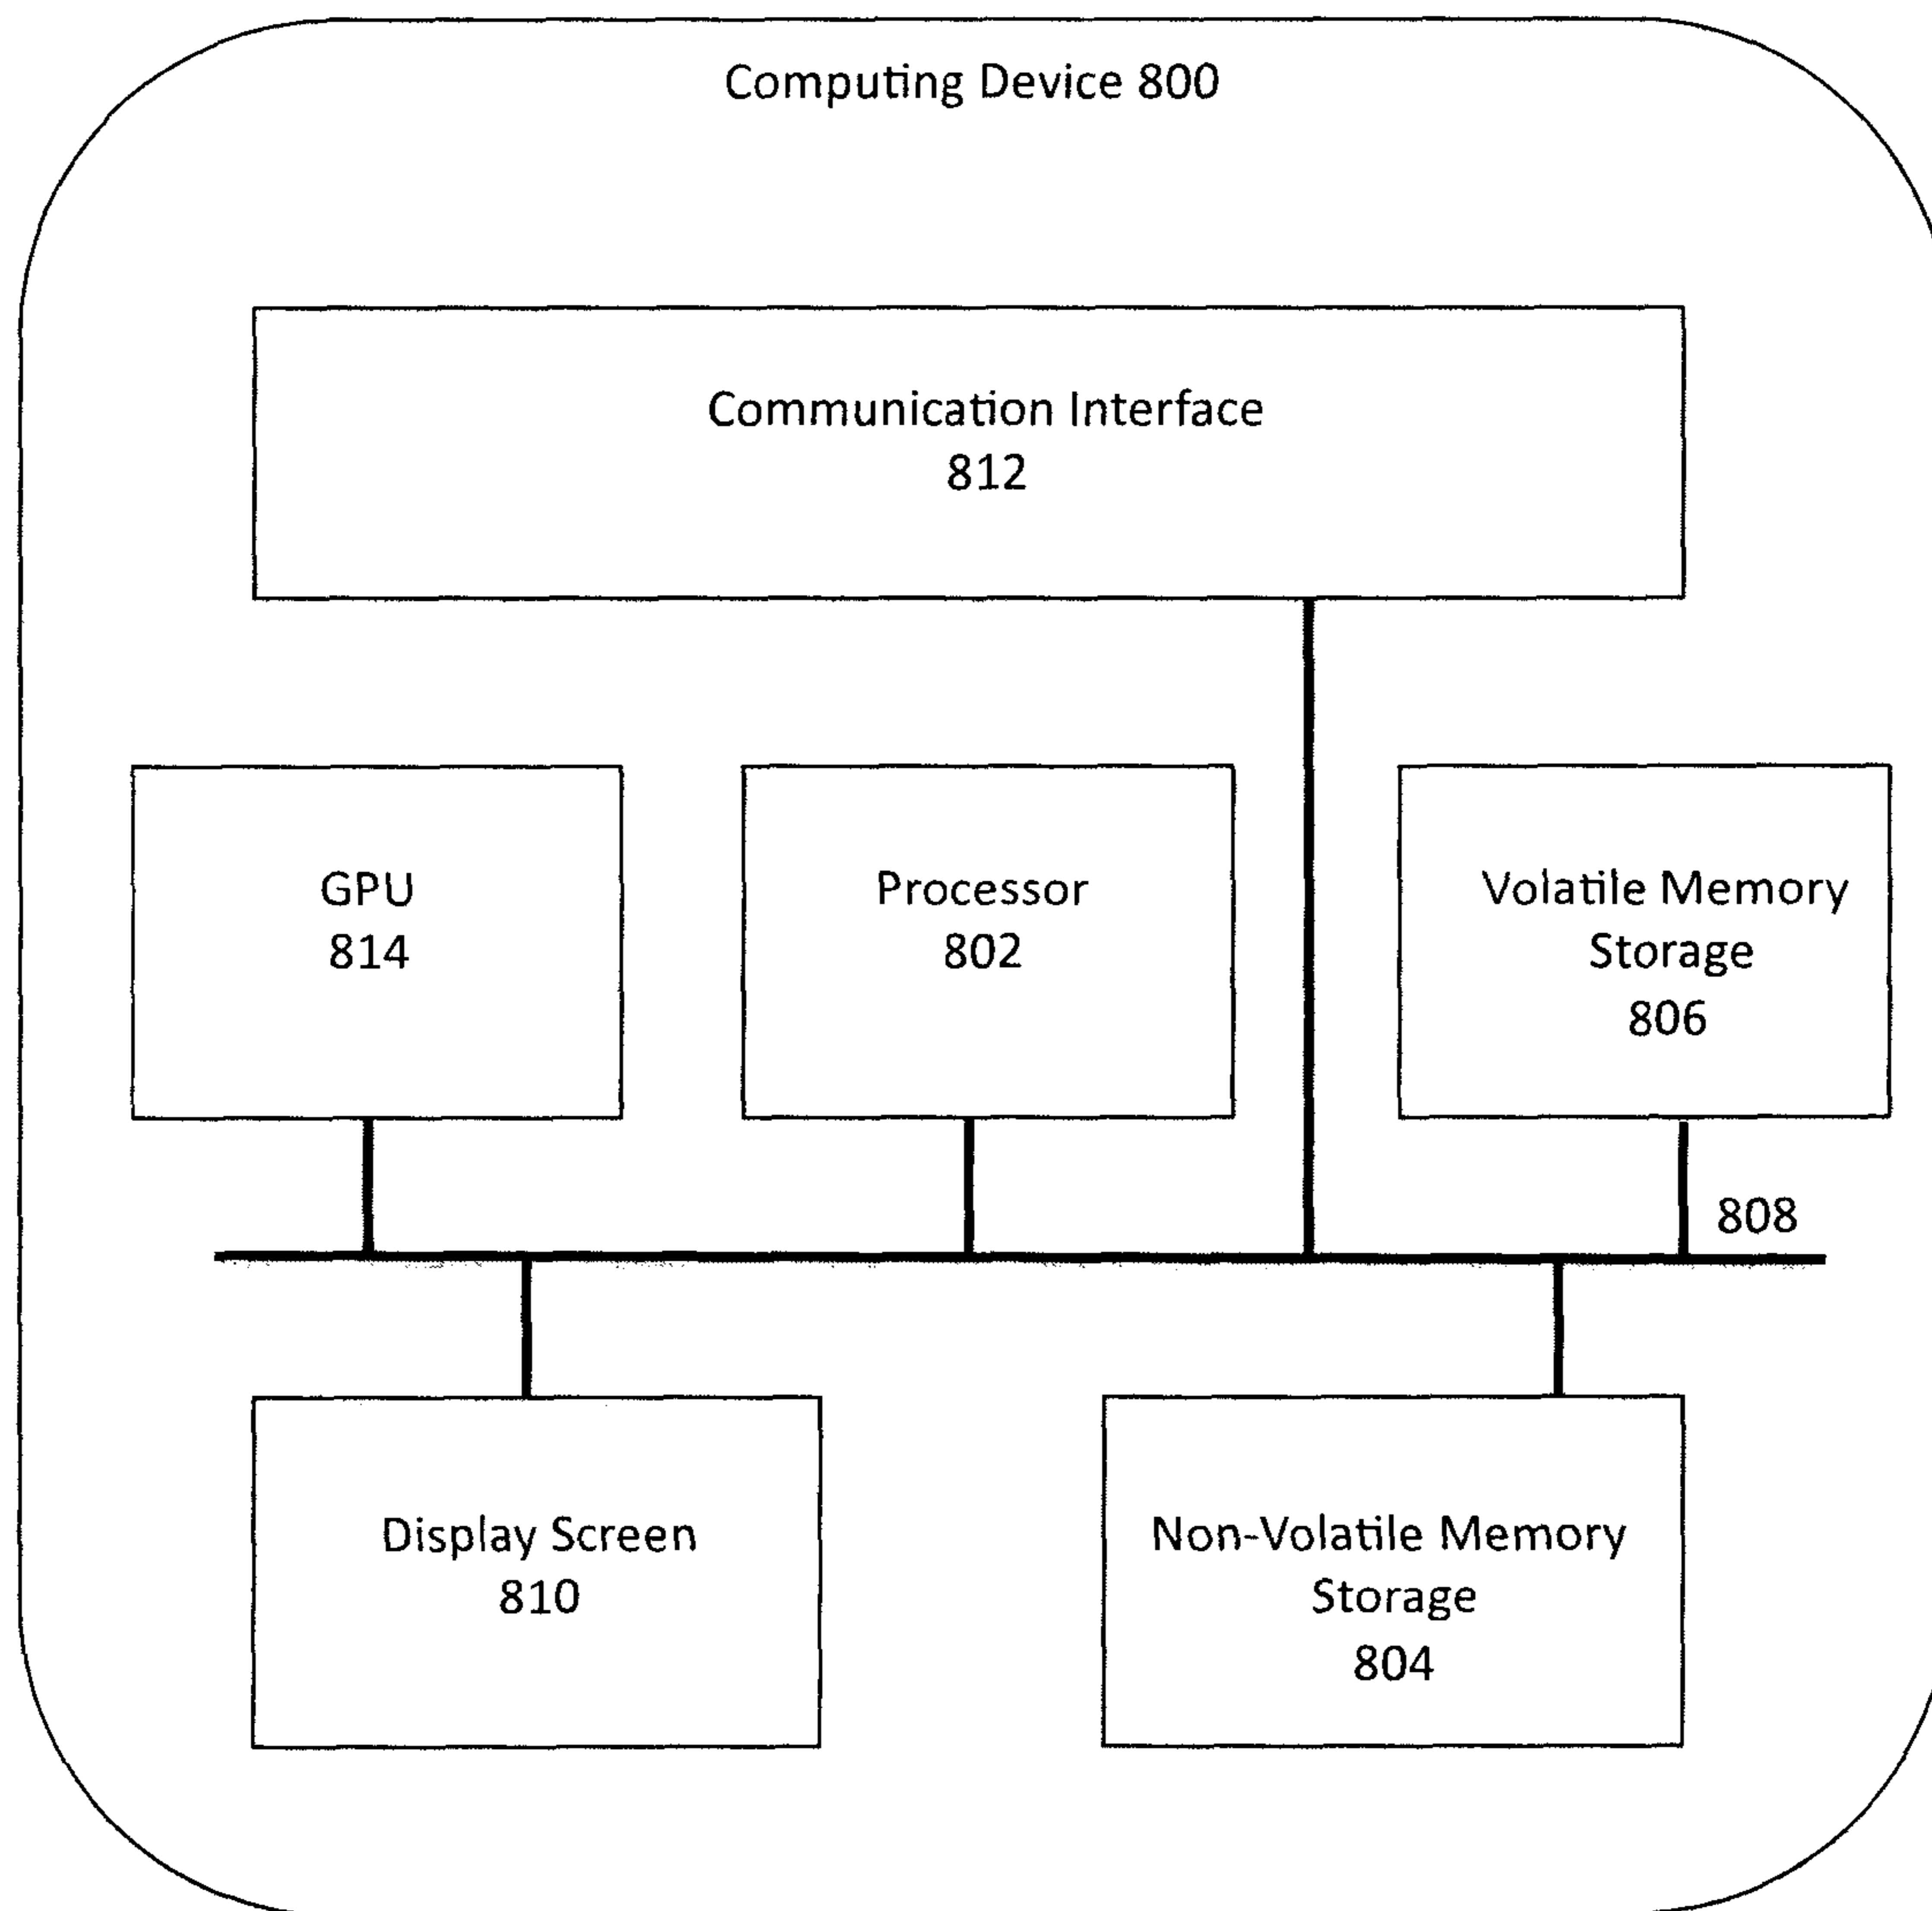 Computing Device 800
Communication Interface
812
GPU
814
Processor
802
Volatile Memory
Storage
806
808
Display Screen
810
Non-Volatile Memory
Storage
804